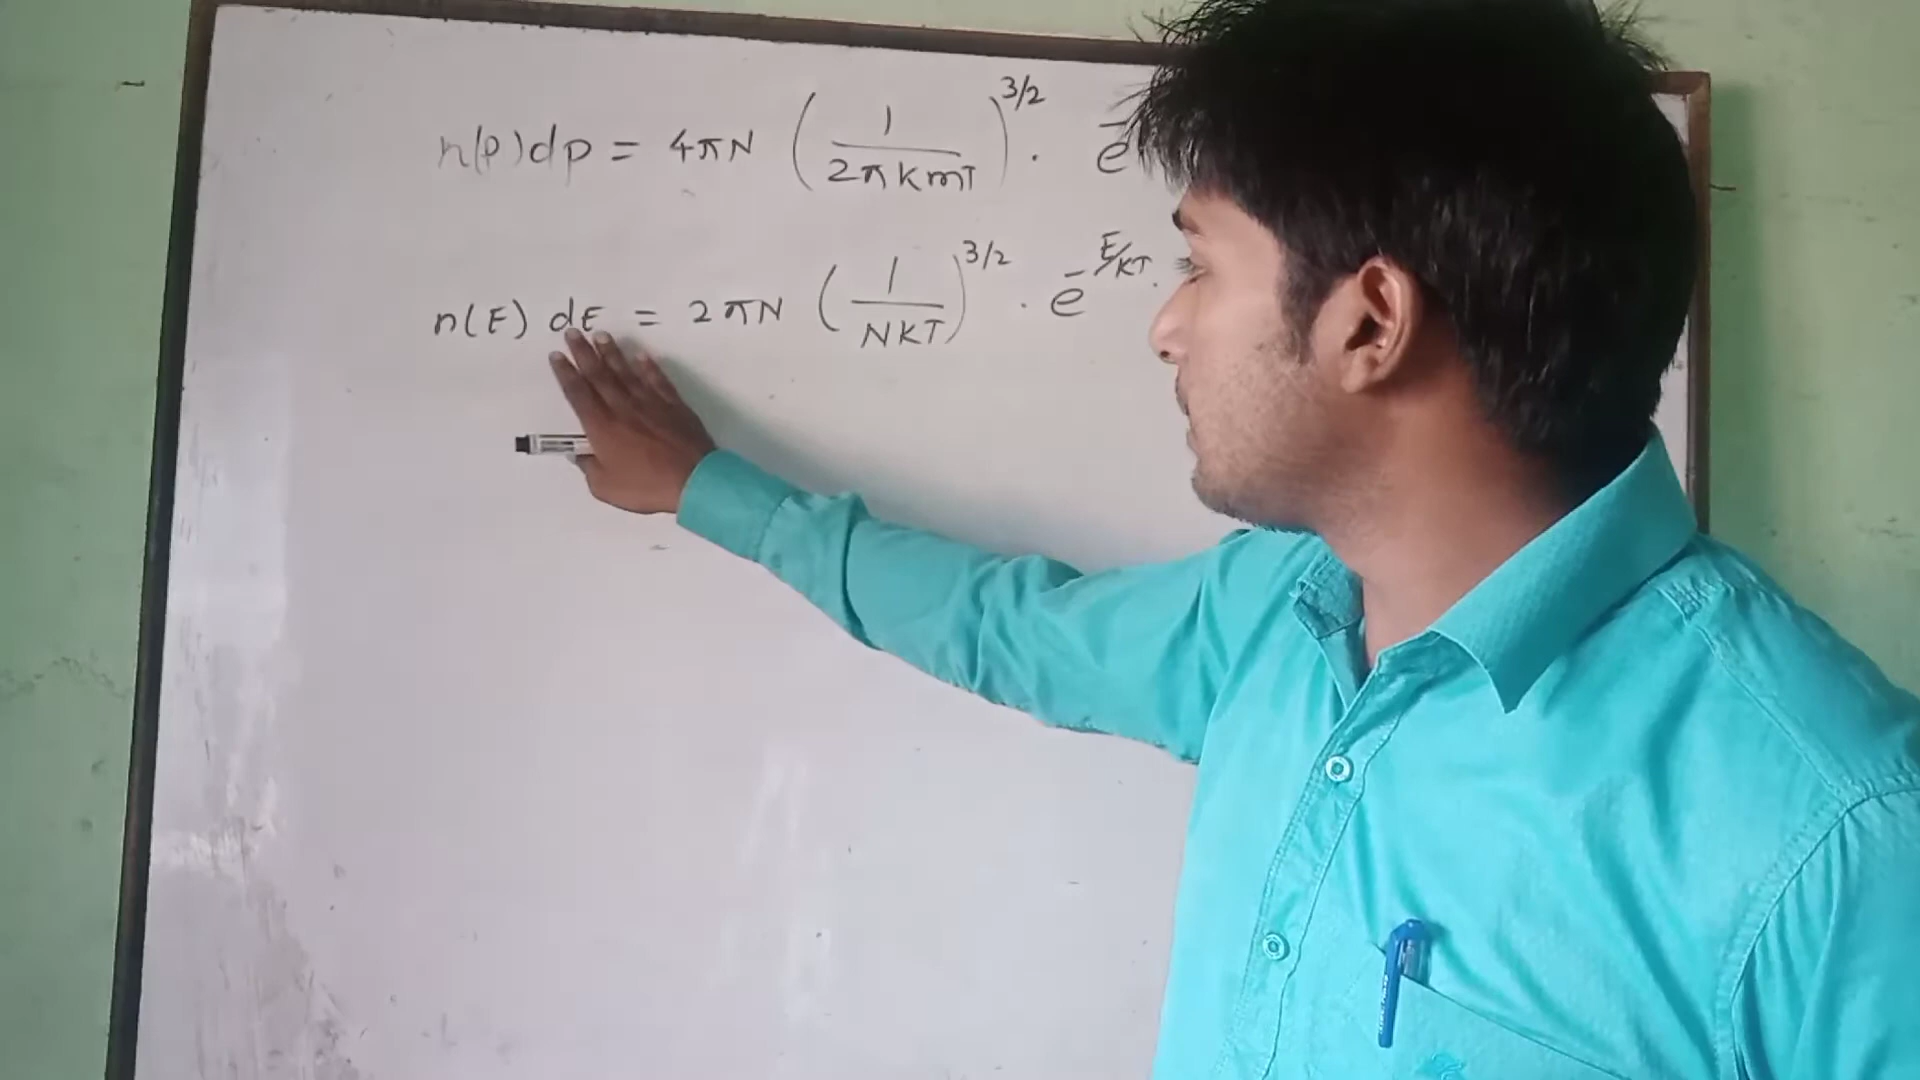 n(p)dp = 4πN (1/2πkmT)^3/2 . e^-
n(E) dE = 2πN (1/NKT)^3/2 . e^-E/KT .